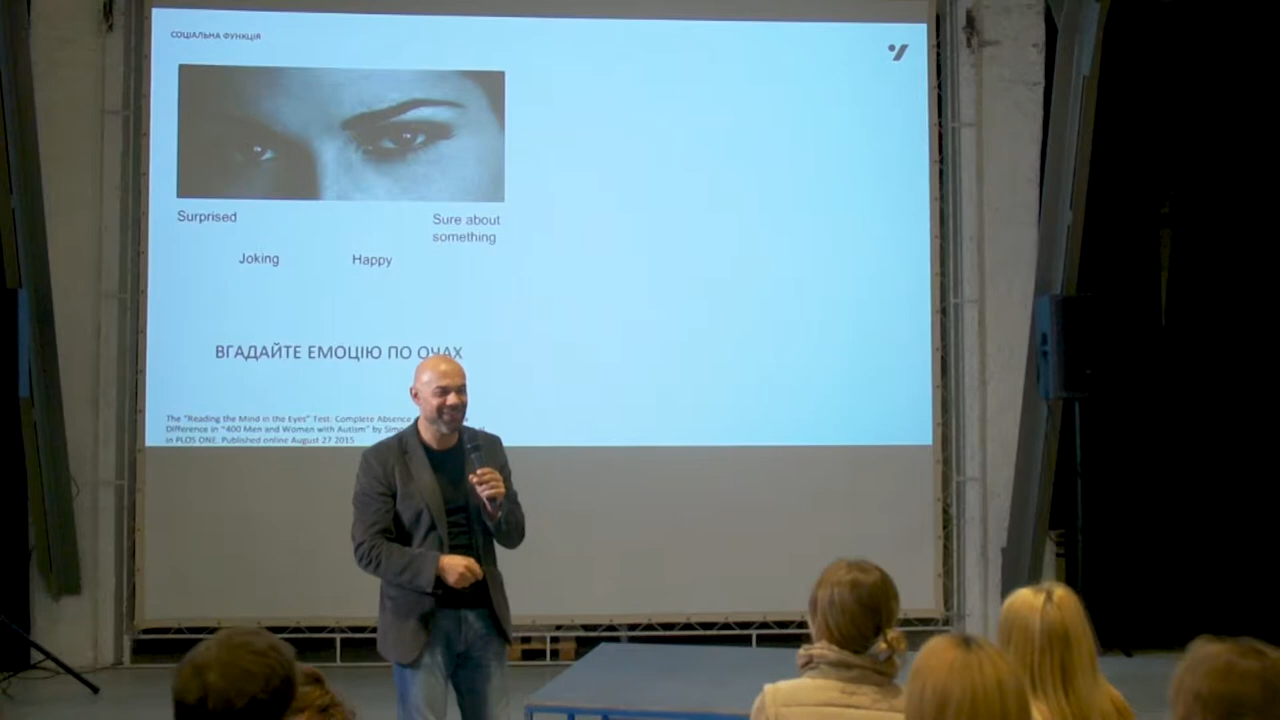 СОЦІАЛЬНА ФУНКЦІЯ
Surprised
Sure about
something
Joking
Happy
ВГАДАЙТЕ ЕМОЦІЮ ПО ОЧАХ
The "Reading the Mind in the Eyes" Test: Complete Absence
Difference in ~400 Men and Women with Autism" by
in PLOS ONE. Published online August 27 2015